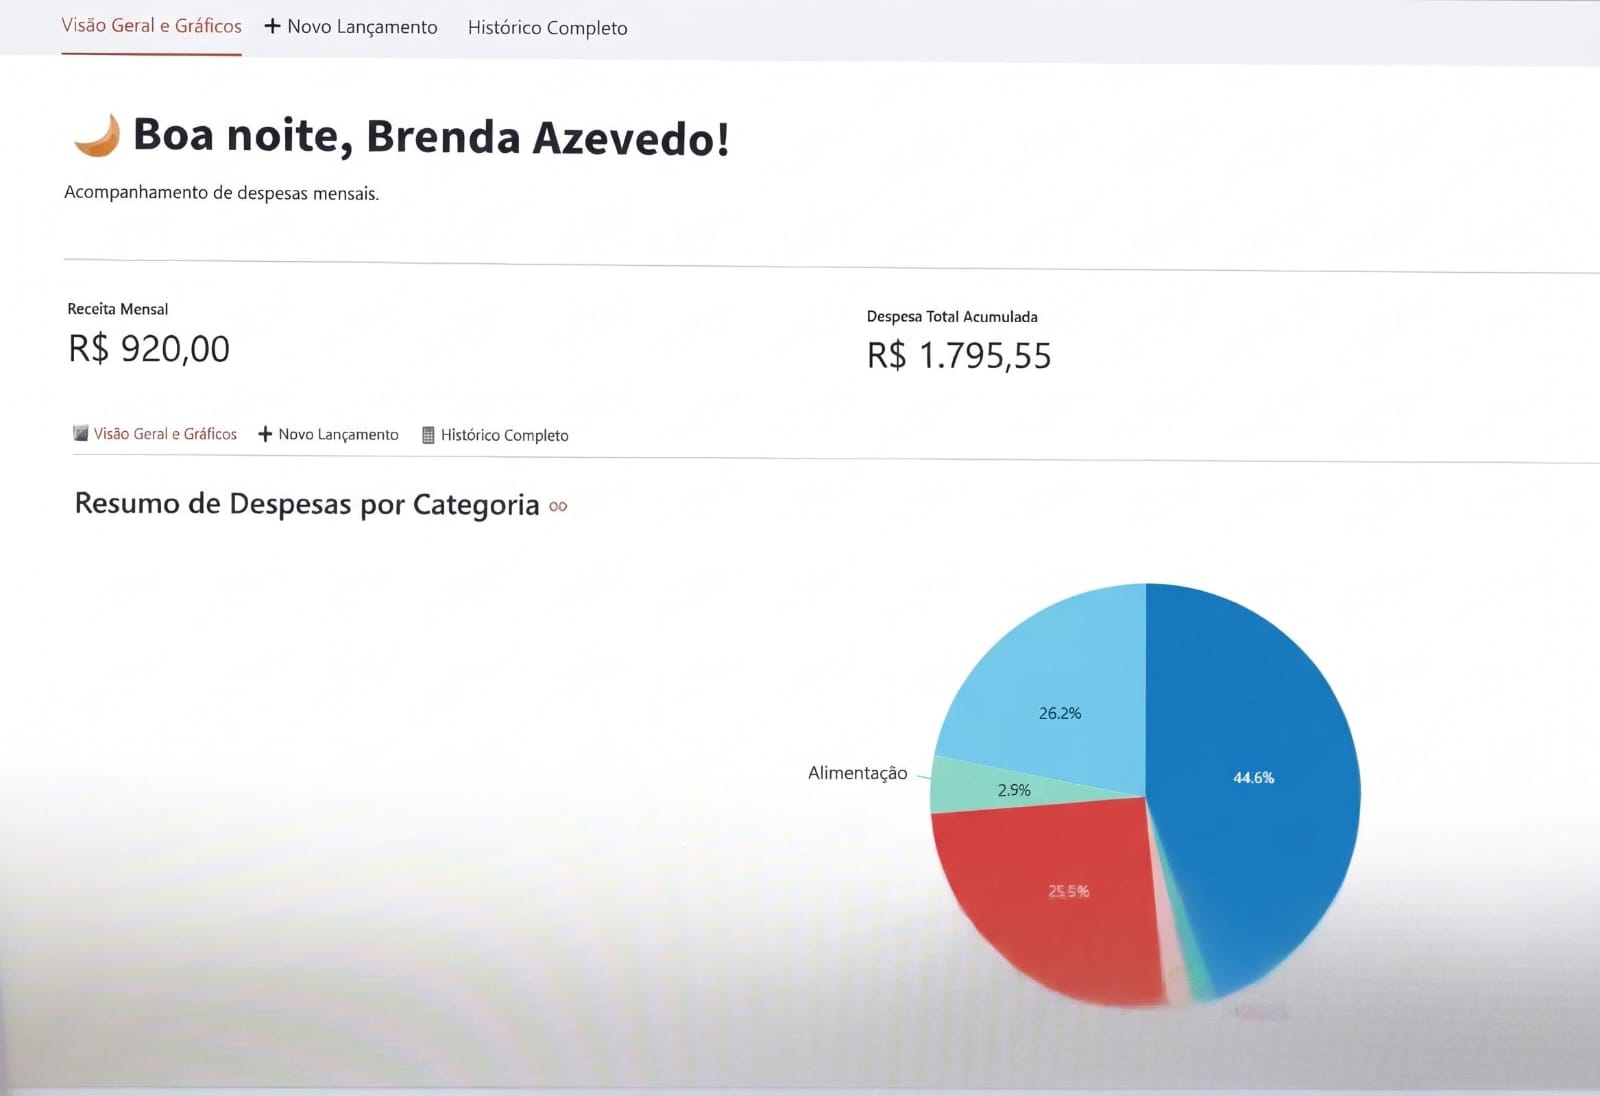 Visão Geral e Gráficos + Novo Lançamento Histórico Completo
Boa noite, Brenda Azevedo!
Acompanhamento de despesas mensais.
Receita Mensal
R$ 920,00
Despesa Total Acumulada
R$ 1.795,55
Visão Geral e Gráficos + Novo Lançamento Histórico Completo
Resumo de Despesas por Categoria
26.2%
44.6%
Alimentação
2.9%
25.5%